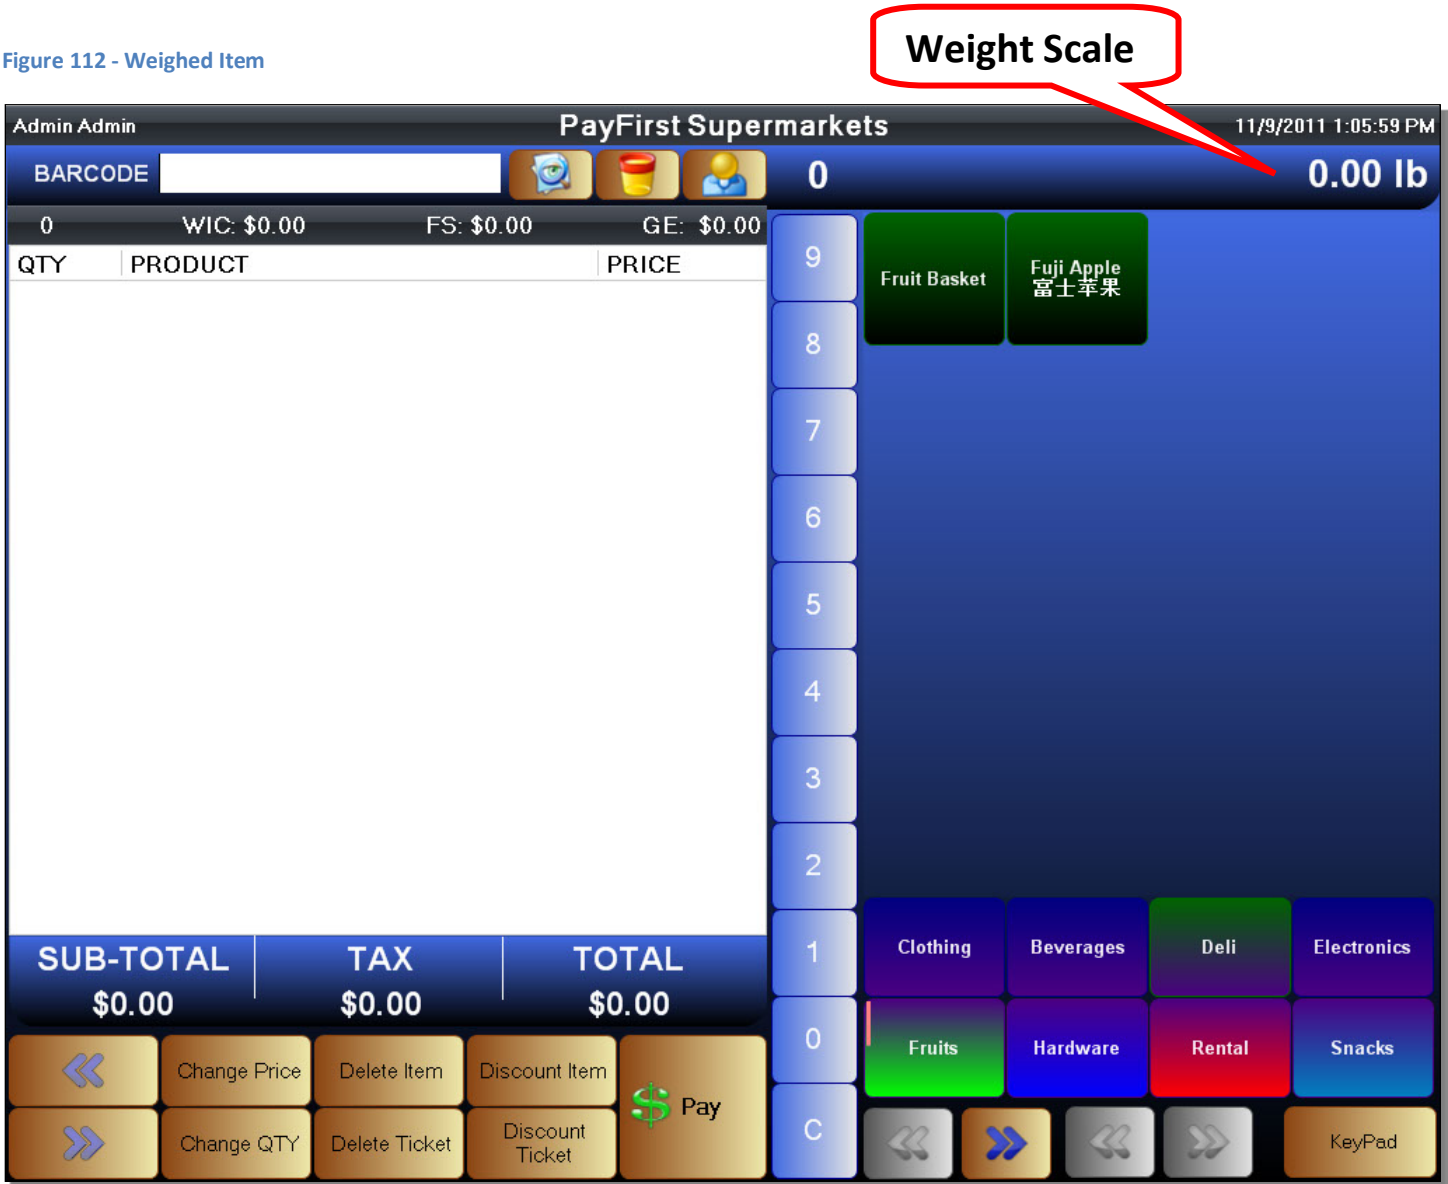 Weight Scale
Figure 112 - Weighed Item
Admin Admin
PayFirst Supermarkets
11/9/2011 1:05:59 PM
BARCODE
0
0.00 lb
0 WIC: $0.00 FS: $0.00 GE: $0.00
QTY PRODUCT PRICE
9
8
7
6
5
4
3
2
1
0
C
Fruit Basket
Fuji Apple
富士苹果
SUB-TOTAL TAX TOTAL
$0.00 $0.00 $0.00
Clothing Beverages Deli Electronics
Fruits Hardware Rental Snacks
Change Price Delete Item Discount Item
$ Pay
Change QTY Delete Ticket Discount
Ticket
KeyPad